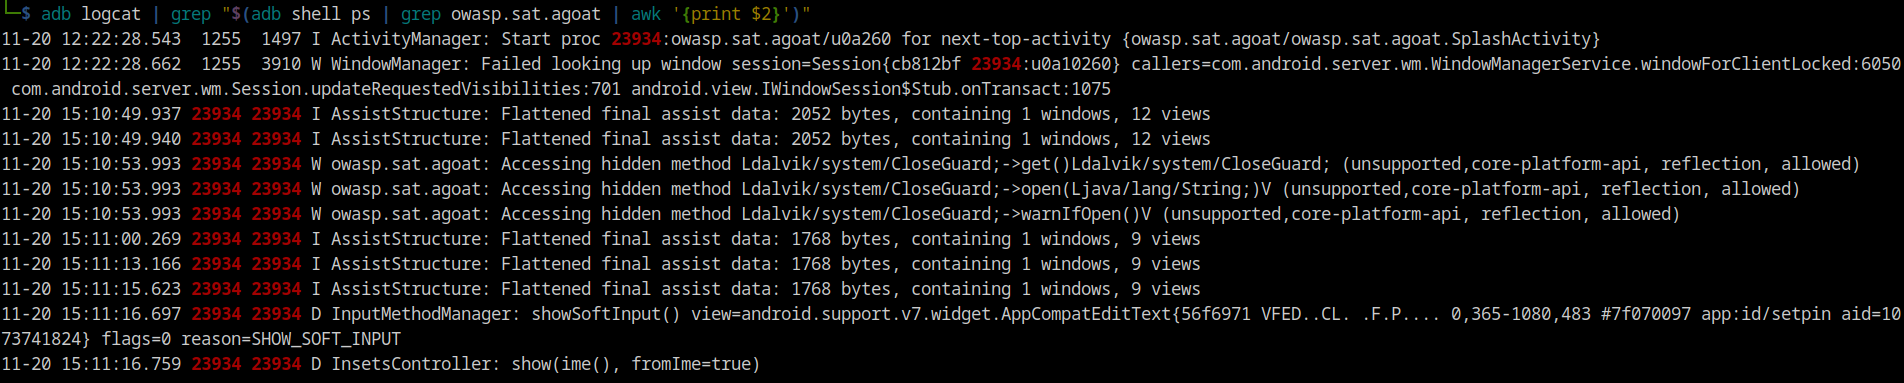 └─$ adb logcat | grep "$(adb shell ps | grep owasp.sat.agoat | awk '{print $2}')"
11-20 12:22:28.543  1255  1497 I ActivityManager: Start proc 23934:owasp.sat.agoat/u0a260 for next-top-activity {owasp.sat.agoat/owasp.sat.agoat.SplashActivity}
11-20 12:22:28.662  1255  3910 W WindowManager: Failed looking up window session=Session{cb812bf 23934:u0a10260} callers=com.android.server.wm.WindowManagerService.windowForClientLocked:6050
 com.android.server.wm.Session.updateRequestedVisibilities:701 android.view.IWindowSession$Stub.onTransact:1075
11-20 15:10:49.937 23934 23934 I AssistStructure: Flattened final assist data: 2052 bytes, containing 1 windows, 12 views
11-20 15:10:49.940 23934 23934 I AssistStructure: Flattened final assist data: 2052 bytes, containing 1 windows, 12 views
11-20 15:10:53.993 23934 23934 W owasp.sat.agoat: Accessing hidden method Ldalvik/system/CloseGuard;->get()Ldalvik/system/CloseGuard; (unsupported,core-platform-api, reflection, allowed)
11-20 15:10:53.993 23934 23934 W owasp.sat.agoat: Accessing hidden method Ldalvik/system/CloseGuard;->open(Ljava/lang/String;)V (unsupported,core-platform-api, reflection, allowed)
11-20 15:10:53.993 23934 23934 W owasp.sat.agoat: Accessing hidden method Ldalvik/system/CloseGuard;->warnIfOpen()V (unsupported,core-platform-api, reflection, allowed)
11-20 15:11:00.269 23934 23934 I AssistStructure: Flattened final assist data: 1768 bytes, containing 1 windows, 9 views
11-20 15:11:13.166 23934 23934 I AssistStructure: Flattened final assist data: 1768 bytes, containing 1 windows, 9 views
11-20 15:11:15.623 23934 23934 I AssistStructure: Flattened final assist data: 1768 bytes, containing 1 windows, 9 views
11-20 15:11:16.697 23934 23934 D InputMethodManager: showSoftInput() view=android.support.v7.widget.AppCompatEditText{56f6971 VFED..CL. .F.P.... 0,365-1080,483 #7f070097 app:id/setpin aid=10
73741824} flags=0 reason=SHOW_SOFT_INPUT
11-20 15:11:16.759 23934 23934 D InsetsController: show(ime(), fromIme=true)